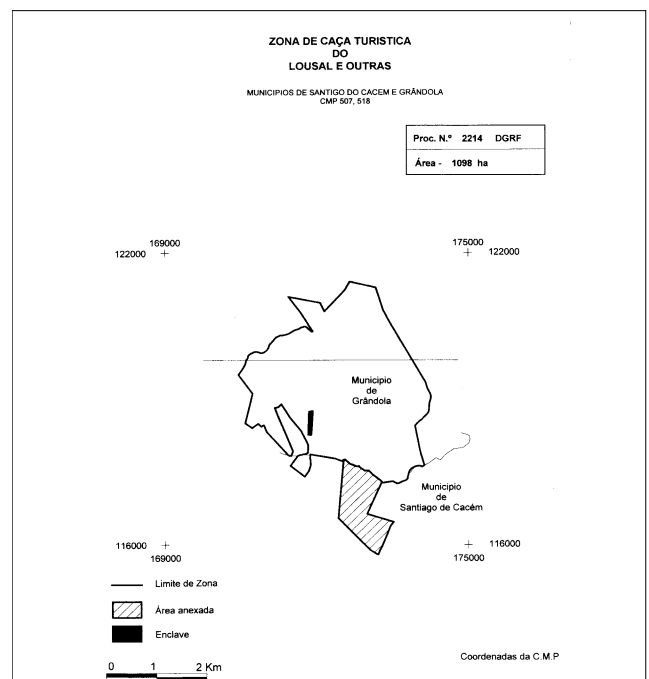 ZONA DE CAÇA TURISTICA
DO
LOUSAL E OUTRAS
MUNICIPIOS DE SANTIGO DO CACEM E GRÂNDOLA
CMP 507, 518
Proc. N.º 2214 DGRF
Área - 1098 ha
169000
122000
175000
122000
Municipio
de
Grândola
Municipio
de
Santiago de Cacém
116000
169000
116000
175000
Limite de Zona
Área anexada
Enclave
Coordenadas da C.M.P
0 1 2 Km